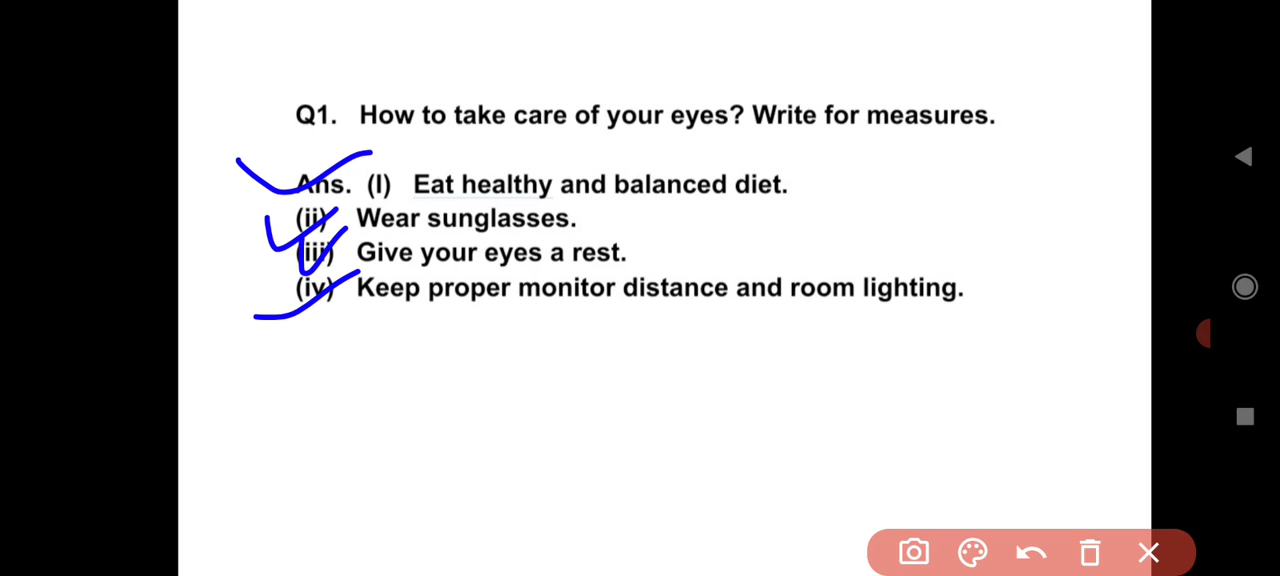 Q1. How to take care of your eyes? Write for measures.
Ans. (I) Eat healthy and balanced diet.
(ii) Wear sunglasses.
(iii) Give your eyes a rest.
(iv) Keep proper monitor distance and room lighting.